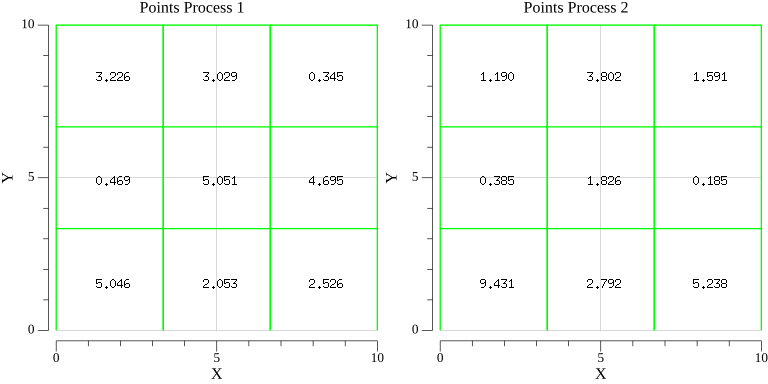 Points Process 1
10
3.226 3.029 0.345
Y
5
0.469 5.051 4.695
5.046 2.053 2.526
0
0 5 10
X
Points Process 2
10
1.190 3.802 1.591
Y
5
0.385 1.826 0.185
9.431 2.792 5.238
0
0 5 10
X